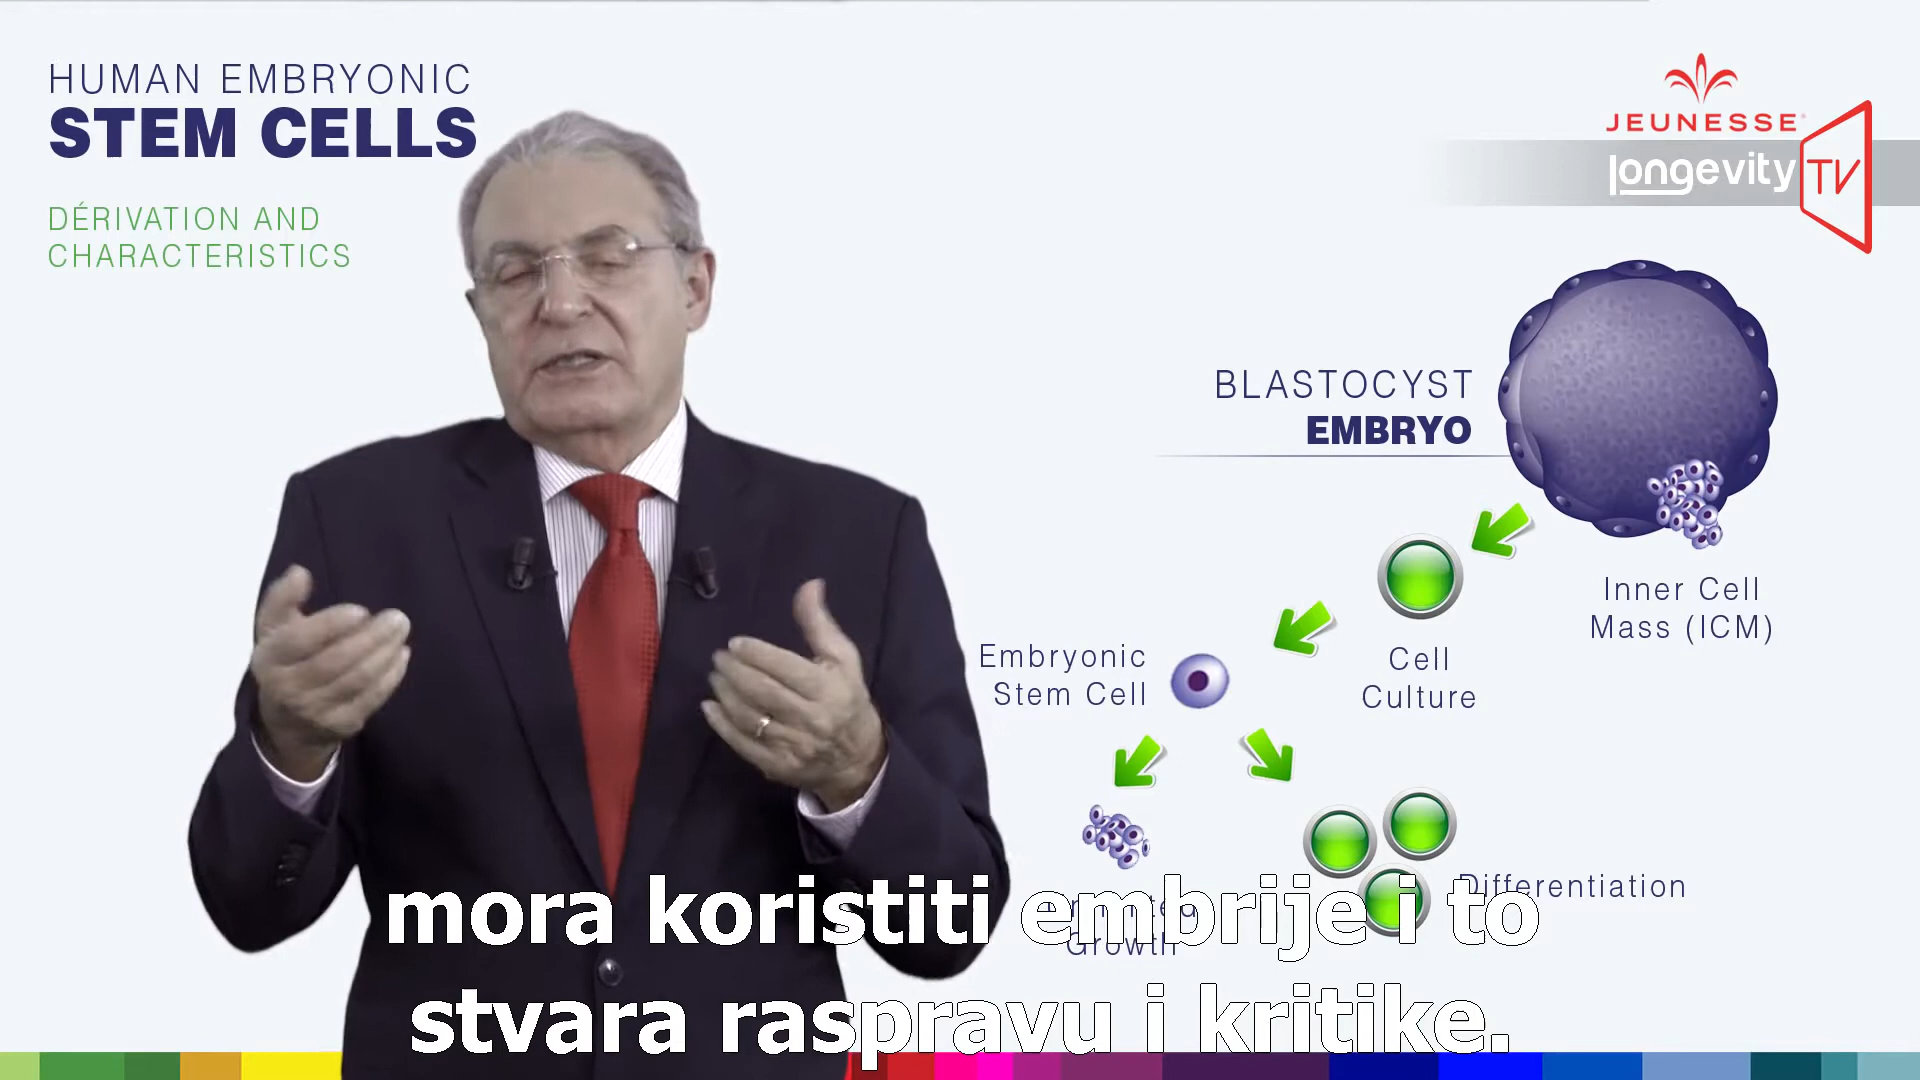 HUMAN EMBRYONIC
STEM CELLS
DÉRIVATION AND
CHARACTERISTICS
JEUNESSE
longevity TV
BLASTOCYST
EMBRYO
Inner Cell
Mass (ICM)
Cell
Culture
Embryonic
Stem Cell
Differentiation
Growth
mora koristiti embrije i to
stvara raspravu i kritike.